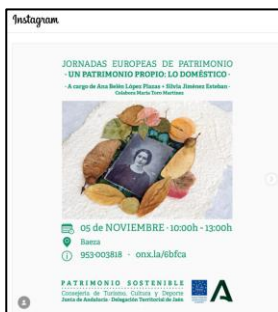 Instagram
JORNADAS EUROPEAS DE PATRIMONIO
· UN PATRIMONIO PROPIO: LO DOMÉSTICO ·
· A cargo de Ana Belén López Plazas + Silvia Jiménez Esteban ·
Colabora María Toro Martínez
05 de NOVIEMBRE · 10:00h - 13:00h
Baeza
953-003818 · onx.la/6bfca
PATRIMONIO SOSTENIBLE
Consejería de Turismo, Cultura y Deporte
Junta de Andalucía · Delegación Territorial de Jaén